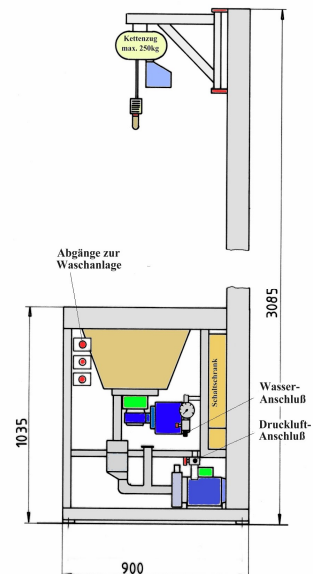 Kettenzug
max. 250kg
Abgänge zur
Waschanlage
3085
1035
Schaltschrank
Wasser-
Anschluß
Druckluft-
Anschluß
900